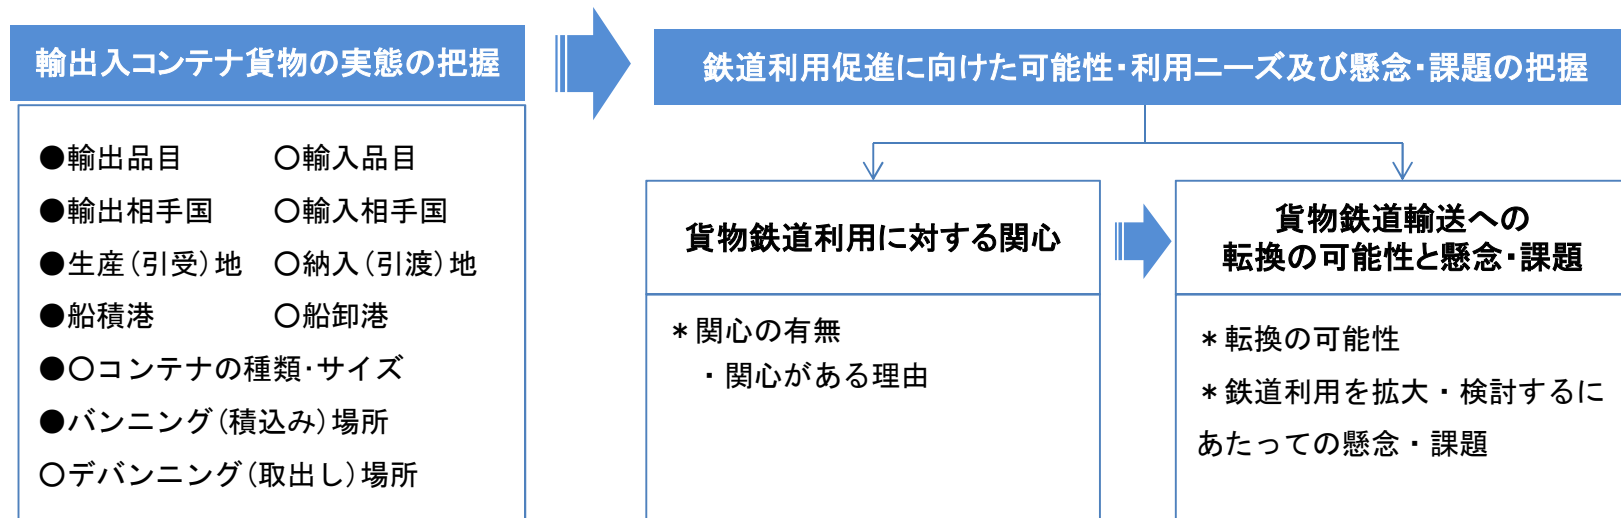 輸出入コンテナ貨物の実態の把握
●輸出品目 ○輸入品目
●輸出相手国 ○輸入相手国
●生産(引受)地 ○納入(引渡)地
●船積港 ○船卸港
●○コンテナの種類・サイズ
●バンニング(積込み)場所
○デバンニング(取出し)場所
鉄道利用促進に向けた可能性・利用ニーズ及び懸念・課題の把握
貨物鉄道利用に対する関心
＊関心の有無
・関心がある理由
貨物鉄道輸送への
転換の可能性と懸念・課題
＊転換の可能性
＊鉄道利用を拡大・検討するに
あたっての懸念・課題